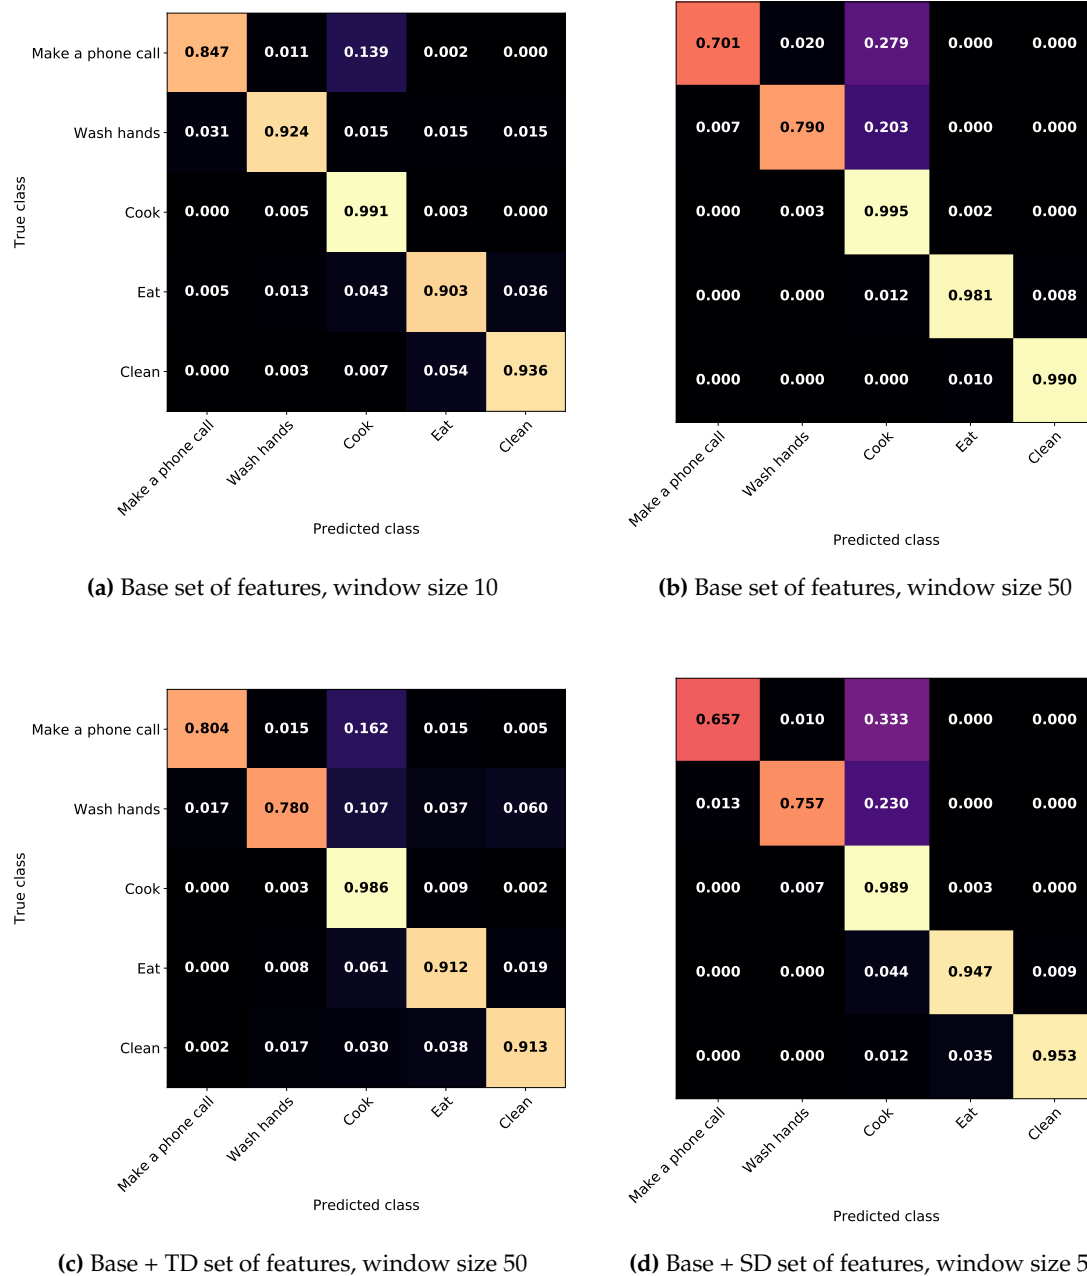 Make a phone call 0.847 0.011 0.139 0.002 0.000
Wash hands 0.031 0.924 0.015 0.015 0.015
Cook 0.000 0.005 0.991 0.003 0.000
Eat 0.005 0.013 0.043 0.903 0.036
Clean 0.000 0.003 0.007 0.054 0.936
True class
Make a phone call Wash hands Cook Eat Clean
Predicted class
(a) Base set of features, window size 10
0.701 0.020 0.279 0.000 0.000
0.007 0.790 0.203 0.000 0.000
0.000 0.003 0.995 0.002 0.000
0.000 0.000 0.012 0.981 0.008
0.000 0.000 0.000 0.010 0.990
Make a phone call Wash hands Cook Eat Clean
Predicted class
(b) Base set of features, window size 50
Make a phone call 0.804 0.015 0.162 0.015 0.005
Wash hands 0.017 0.780 0.107 0.037 0.060
Cook 0.000 0.003 0.986 0.009 0.002
Eat 0.000 0.008 0.061 0.912 0.019
Clean 0.002 0.017 0.030 0.038 0.913
True class
Make a phone call Wash hands Cook Eat Clean
Predicted class
(c) Base + TD set of features, window size 50
0.657 0.010 0.333 0.000 0.000
0.013 0.757 0.230 0.000 0.000
0.000 0.007 0.989 0.003 0.000
0.000 0.000 0.044 0.947 0.009
0.000 0.000 0.012 0.035 0.953
Make a phone call Wash hands Cook Eat Clean
Predicted class
(d) Base + SD set of features, window size 5